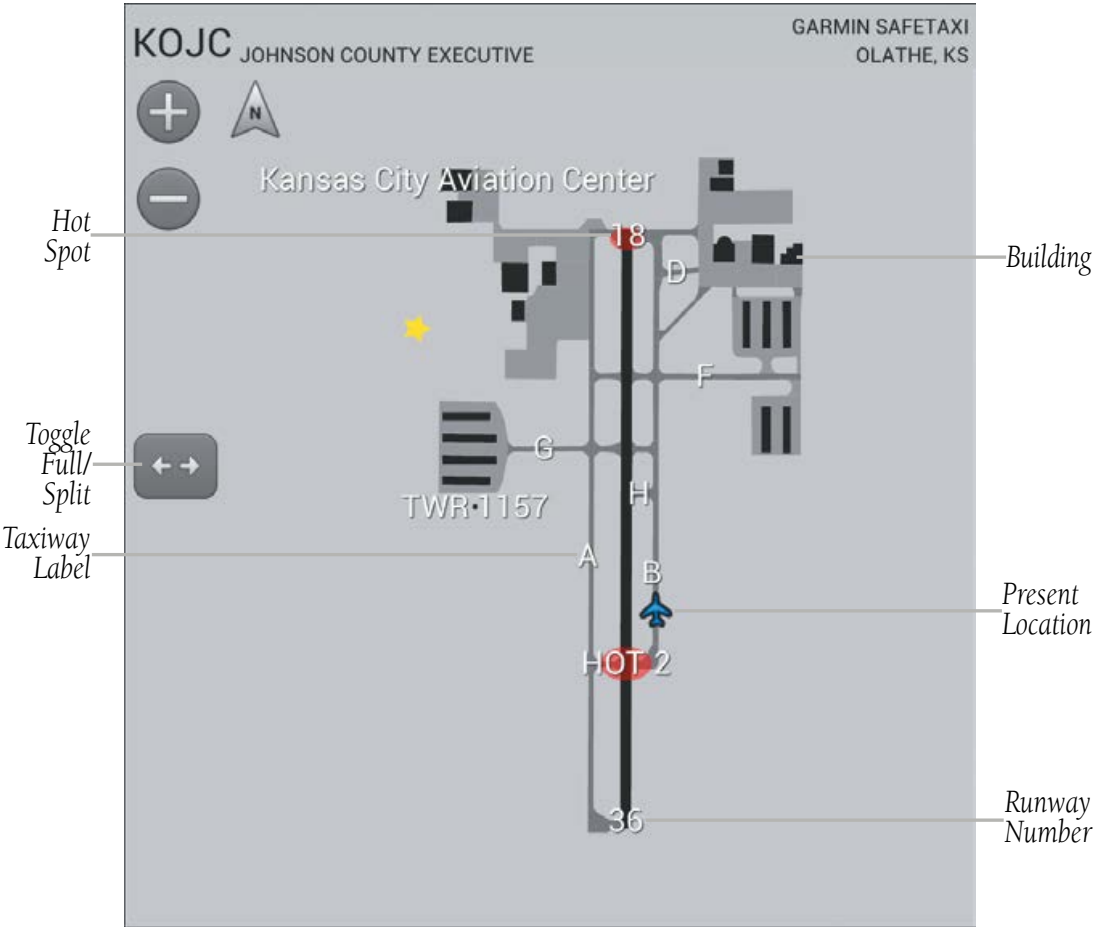 KOJC JOHNSON COUNTY EXECUTIVE
GARMIN SAFETAXI
OLATHE, KS
N
Kansas City Aviation Center
Hot
Spot
18
Building
D
F
Toggle
Full/
Split
G
H
TWR•1157
Taxiway
Label
A
B
Present
Location
HOT 2
Runway
Number
36